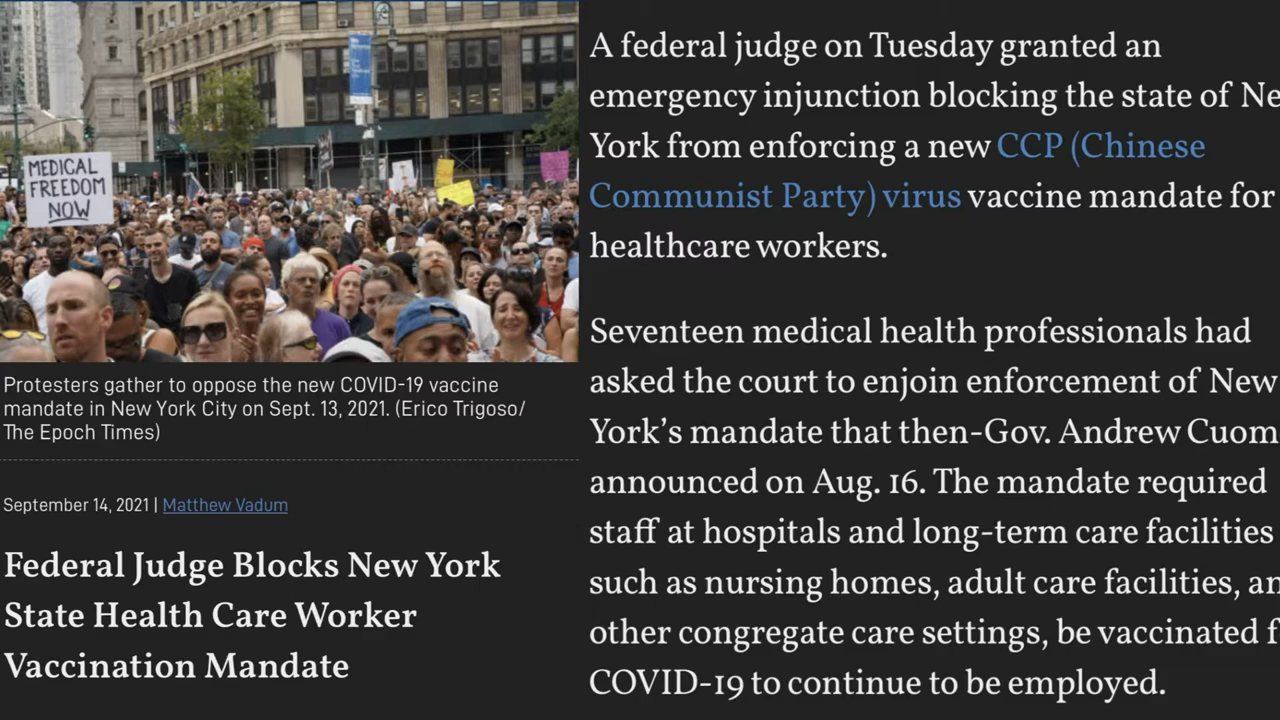 MEDICAL
FREEDOM
NOW
Protesters gather to oppose the new COVID-19 vaccine
mandate in New York City on Sept. 13, 2021. (Erico Trigoso/
The Epoch Times)
September 14, 2021 | Matthew Vadum
Federal Judge Blocks New York
State Health Care Worker
Vaccination Mandate
A federal judge on Tuesday granted an
emergency injunction blocking the state of Ne
York from enforcing a new CCP (Chinese
Communist Party) virus vaccine mandate for
healthcare workers.
Seventeen medical health professionals had
asked the court to enjoin enforcement of New
York’s mandate that then-Gov. Andrew Cuom
announced on Aug. 16. The mandate required
staff at hospitals and long-term care facilities
such as nursing homes, adult care facilities, an
other congregate care settings, be vaccinated f
COVID-19 to continue to be employed.